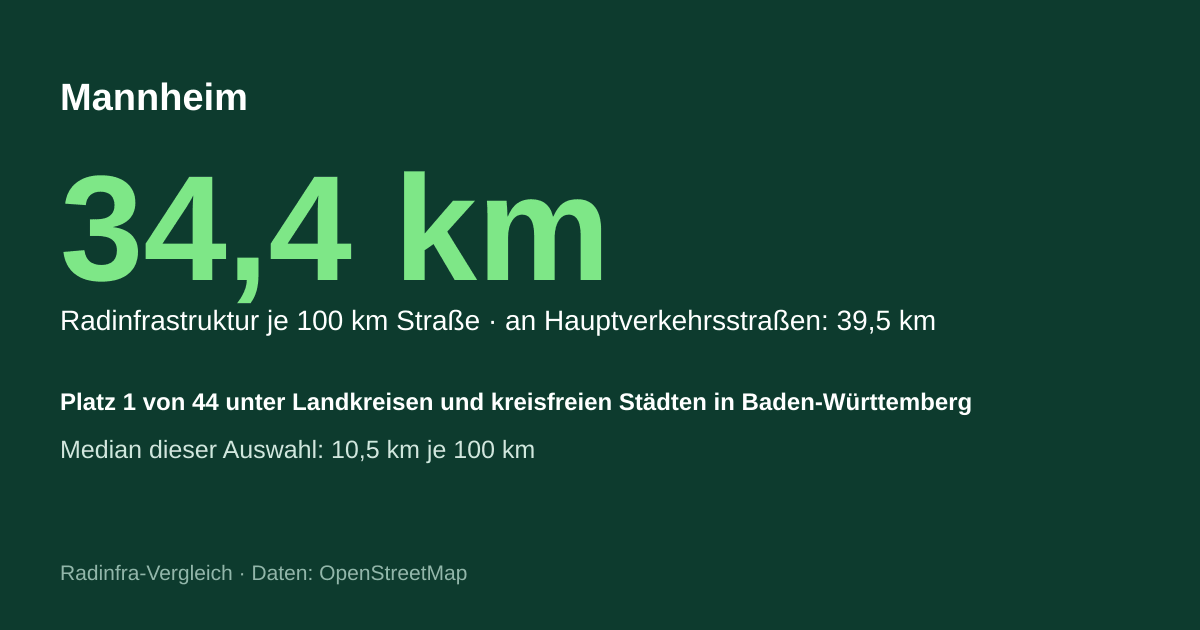 Mannheim
34,4 km
Radinfrastruktur je 100 km Straße · an Hauptverkehrsstraßen: 39,5 km
Platz 1 von 44 unter Landkreisen und kreisfreien Städten in Baden-Württemberg
Median dieser Auswahl: 10,5 km je 100 km
Radinfra-Vergleich · Daten: OpenStreetMap